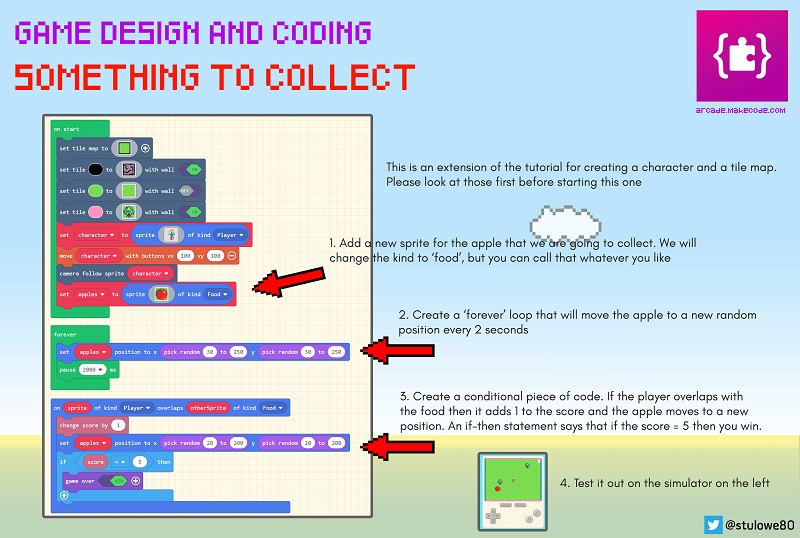 GAME DESIGN AND CODING
SOMETHING TO COLLECT
arcade.makecode.com
on start
set tile map to
set tile to with wall ON
set tile to with wall OFF
set tile to with wall ON
set character to sprite of kind Player
move character with buttons vx 100 vy 100
camera follow sprite character
set apples to sprite of kind Food
forever
set apples position to x pick random 30 to 250 y pick random 30 to 250
pause 2000 ms
on sprite of kind Player overlaps otherSprite of kind Food
change score by 1
set apples position to x pick random 20 to 200 y pick random 20 to 200
if score = 5 then
game over WIN
This is an extension of the tutorial for creating a character and a tile map.
Please look at those first before starting this one
1. Add a new sprite for the apple that we are going to collect. We will
change the kind to 'food', but you can call that whatever you like
2. Create a 'forever' loop that will move the apple to a new random
position every 2 seconds
3. Create a conditional piece of code. If the player overlaps with
the food then it adds 1 to the score and the apple moves to a new
position. An if-then statement says that if the score = 5 then you win.
4. Test it out on the simulator on the left
@stulowe80